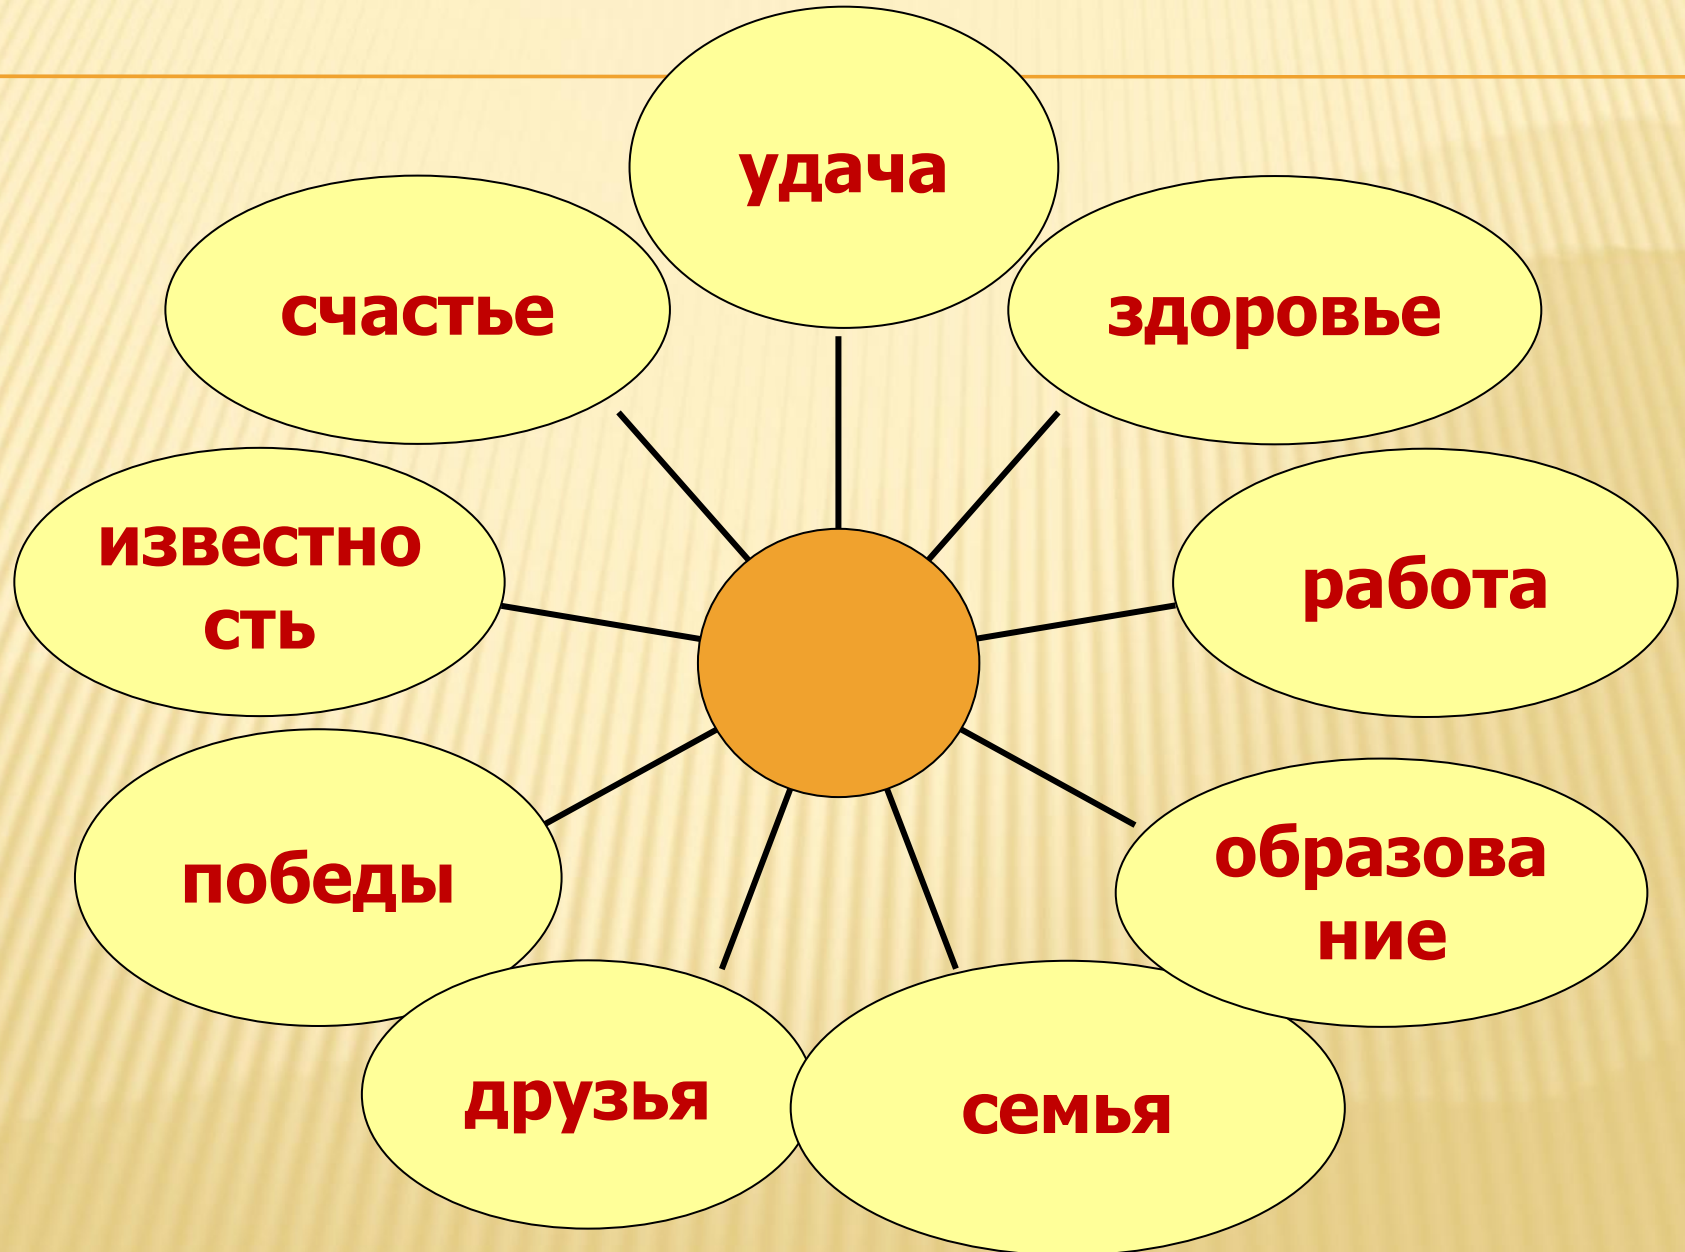 удача
счастье
здоровье
известно
сть
работа
победы
образова
ние
друзья
семья